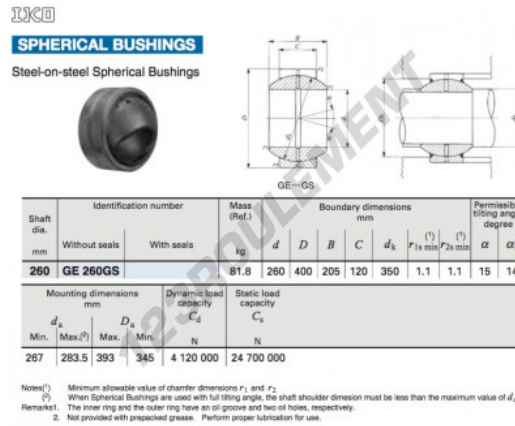 IKO
SPHERICAL BUSHINGS
Steel-on-steel Spherical Bushings
B
C
D
GE···GS
Shaft dia. mm
Identification number
Without seals
With seals
Mass (Ref.) kg
Boundary dimensions mm
d D B C dk r1s min(1) r2s min(1)
Permissib tilting ang degree
α α
260 GE 260GS 81.8 260 400 205 120 350 1.1 1.1 15 14
Mounting dimensions mm
da Da
Min. Max.(2) Max. Min.
Dynamic load capacity Cd N
Static load capacity Cs N
267 283.5 393 345 4 120 000 24 700 000
Notes(1) Minimum allowable value of chamfer dimensions r1 and r2
(2) When Spherical Bushings are used with full tilting angle, the shaft shoulder dimesion must be less than the maximum value of da
Remarks1. The inner ring and the outer ring have an oil groove and two oil holes, respectively.
2. Not provided with prepacked grease. Perform proper lubrication for use.
123ROULEMENT